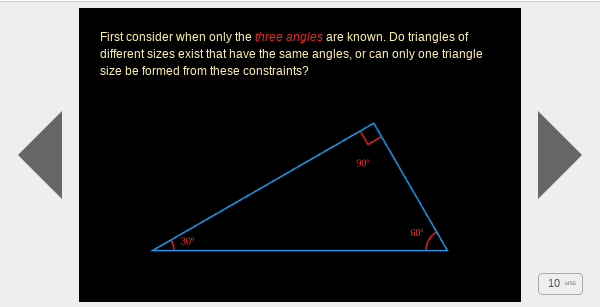 First consider when only the three angles are known. Do triangles of
different sizes exist that have the same angles, or can only one triangle
size be formed from these constraints?
90°
60°
30°
10 of